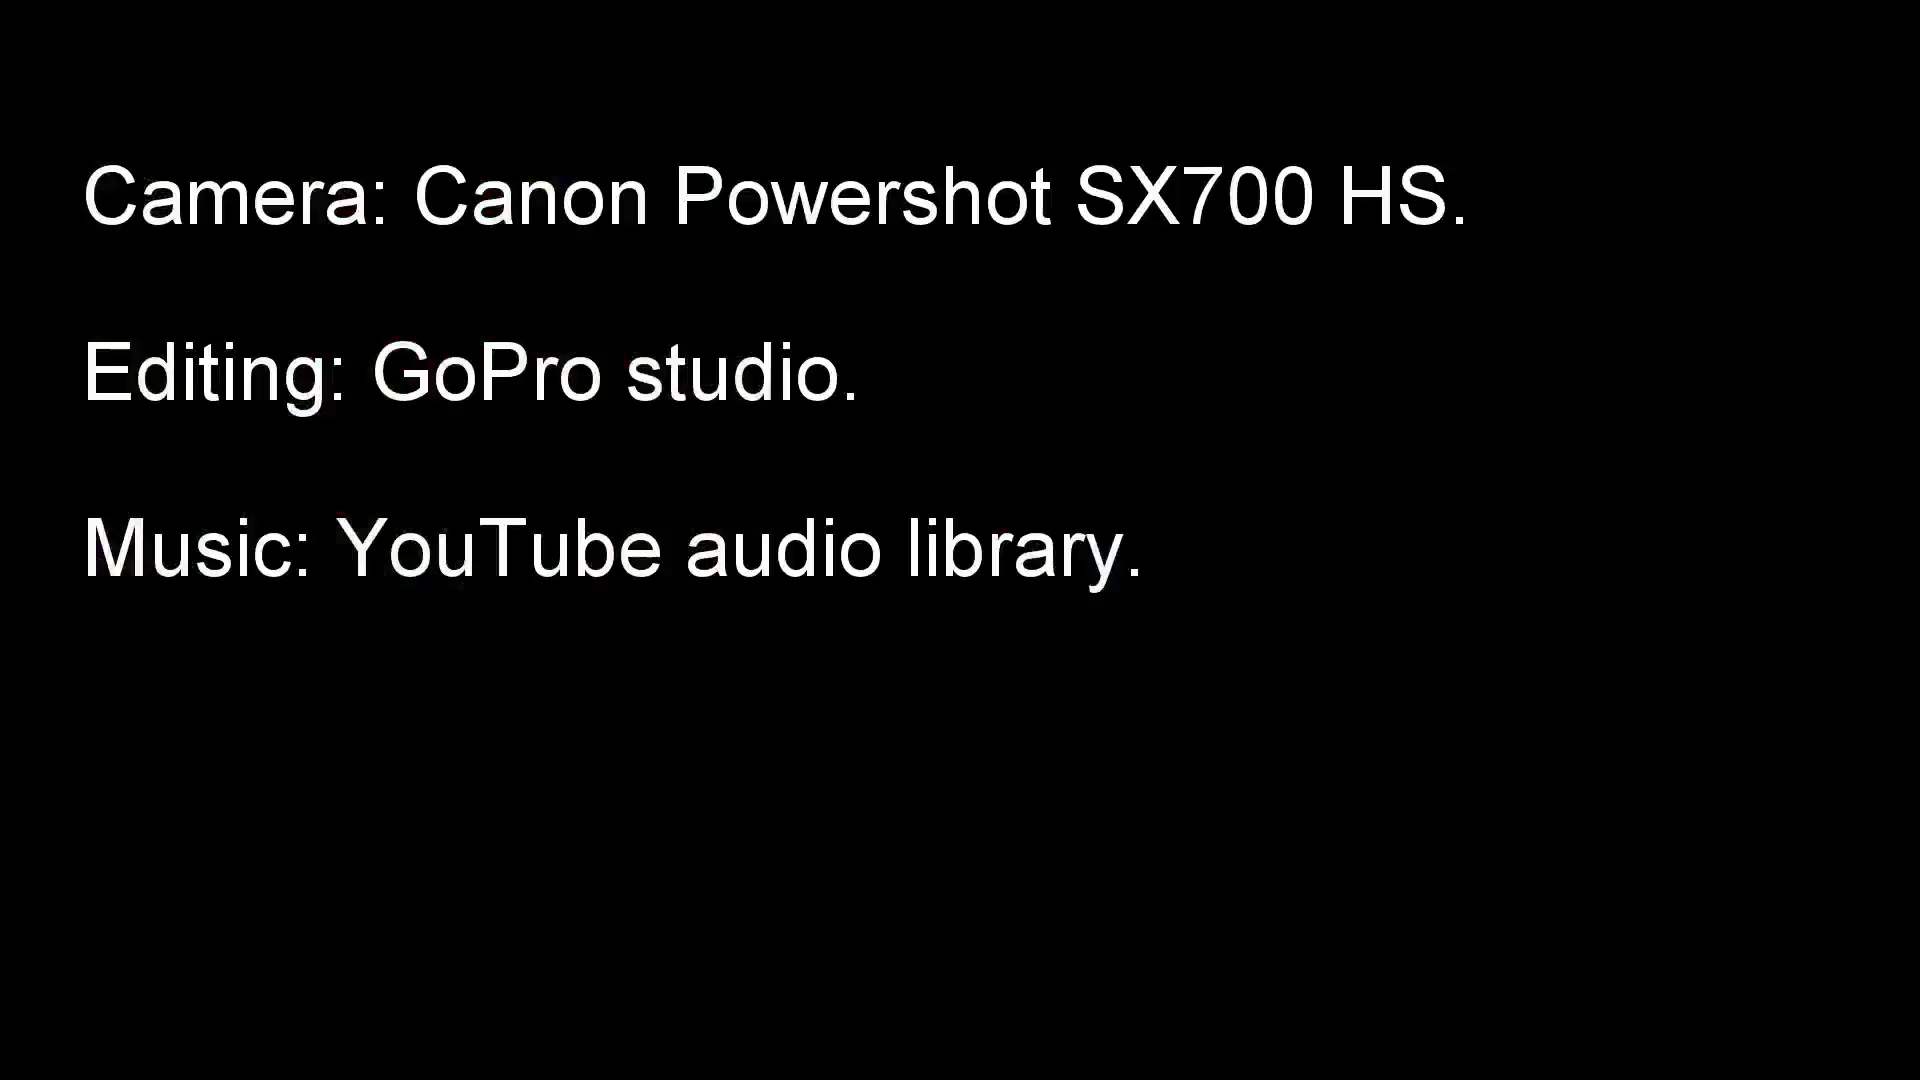 Camera: Canon Powershot SX700 HS.
Editing: GoPro studio.
Music: YouTube audio library.